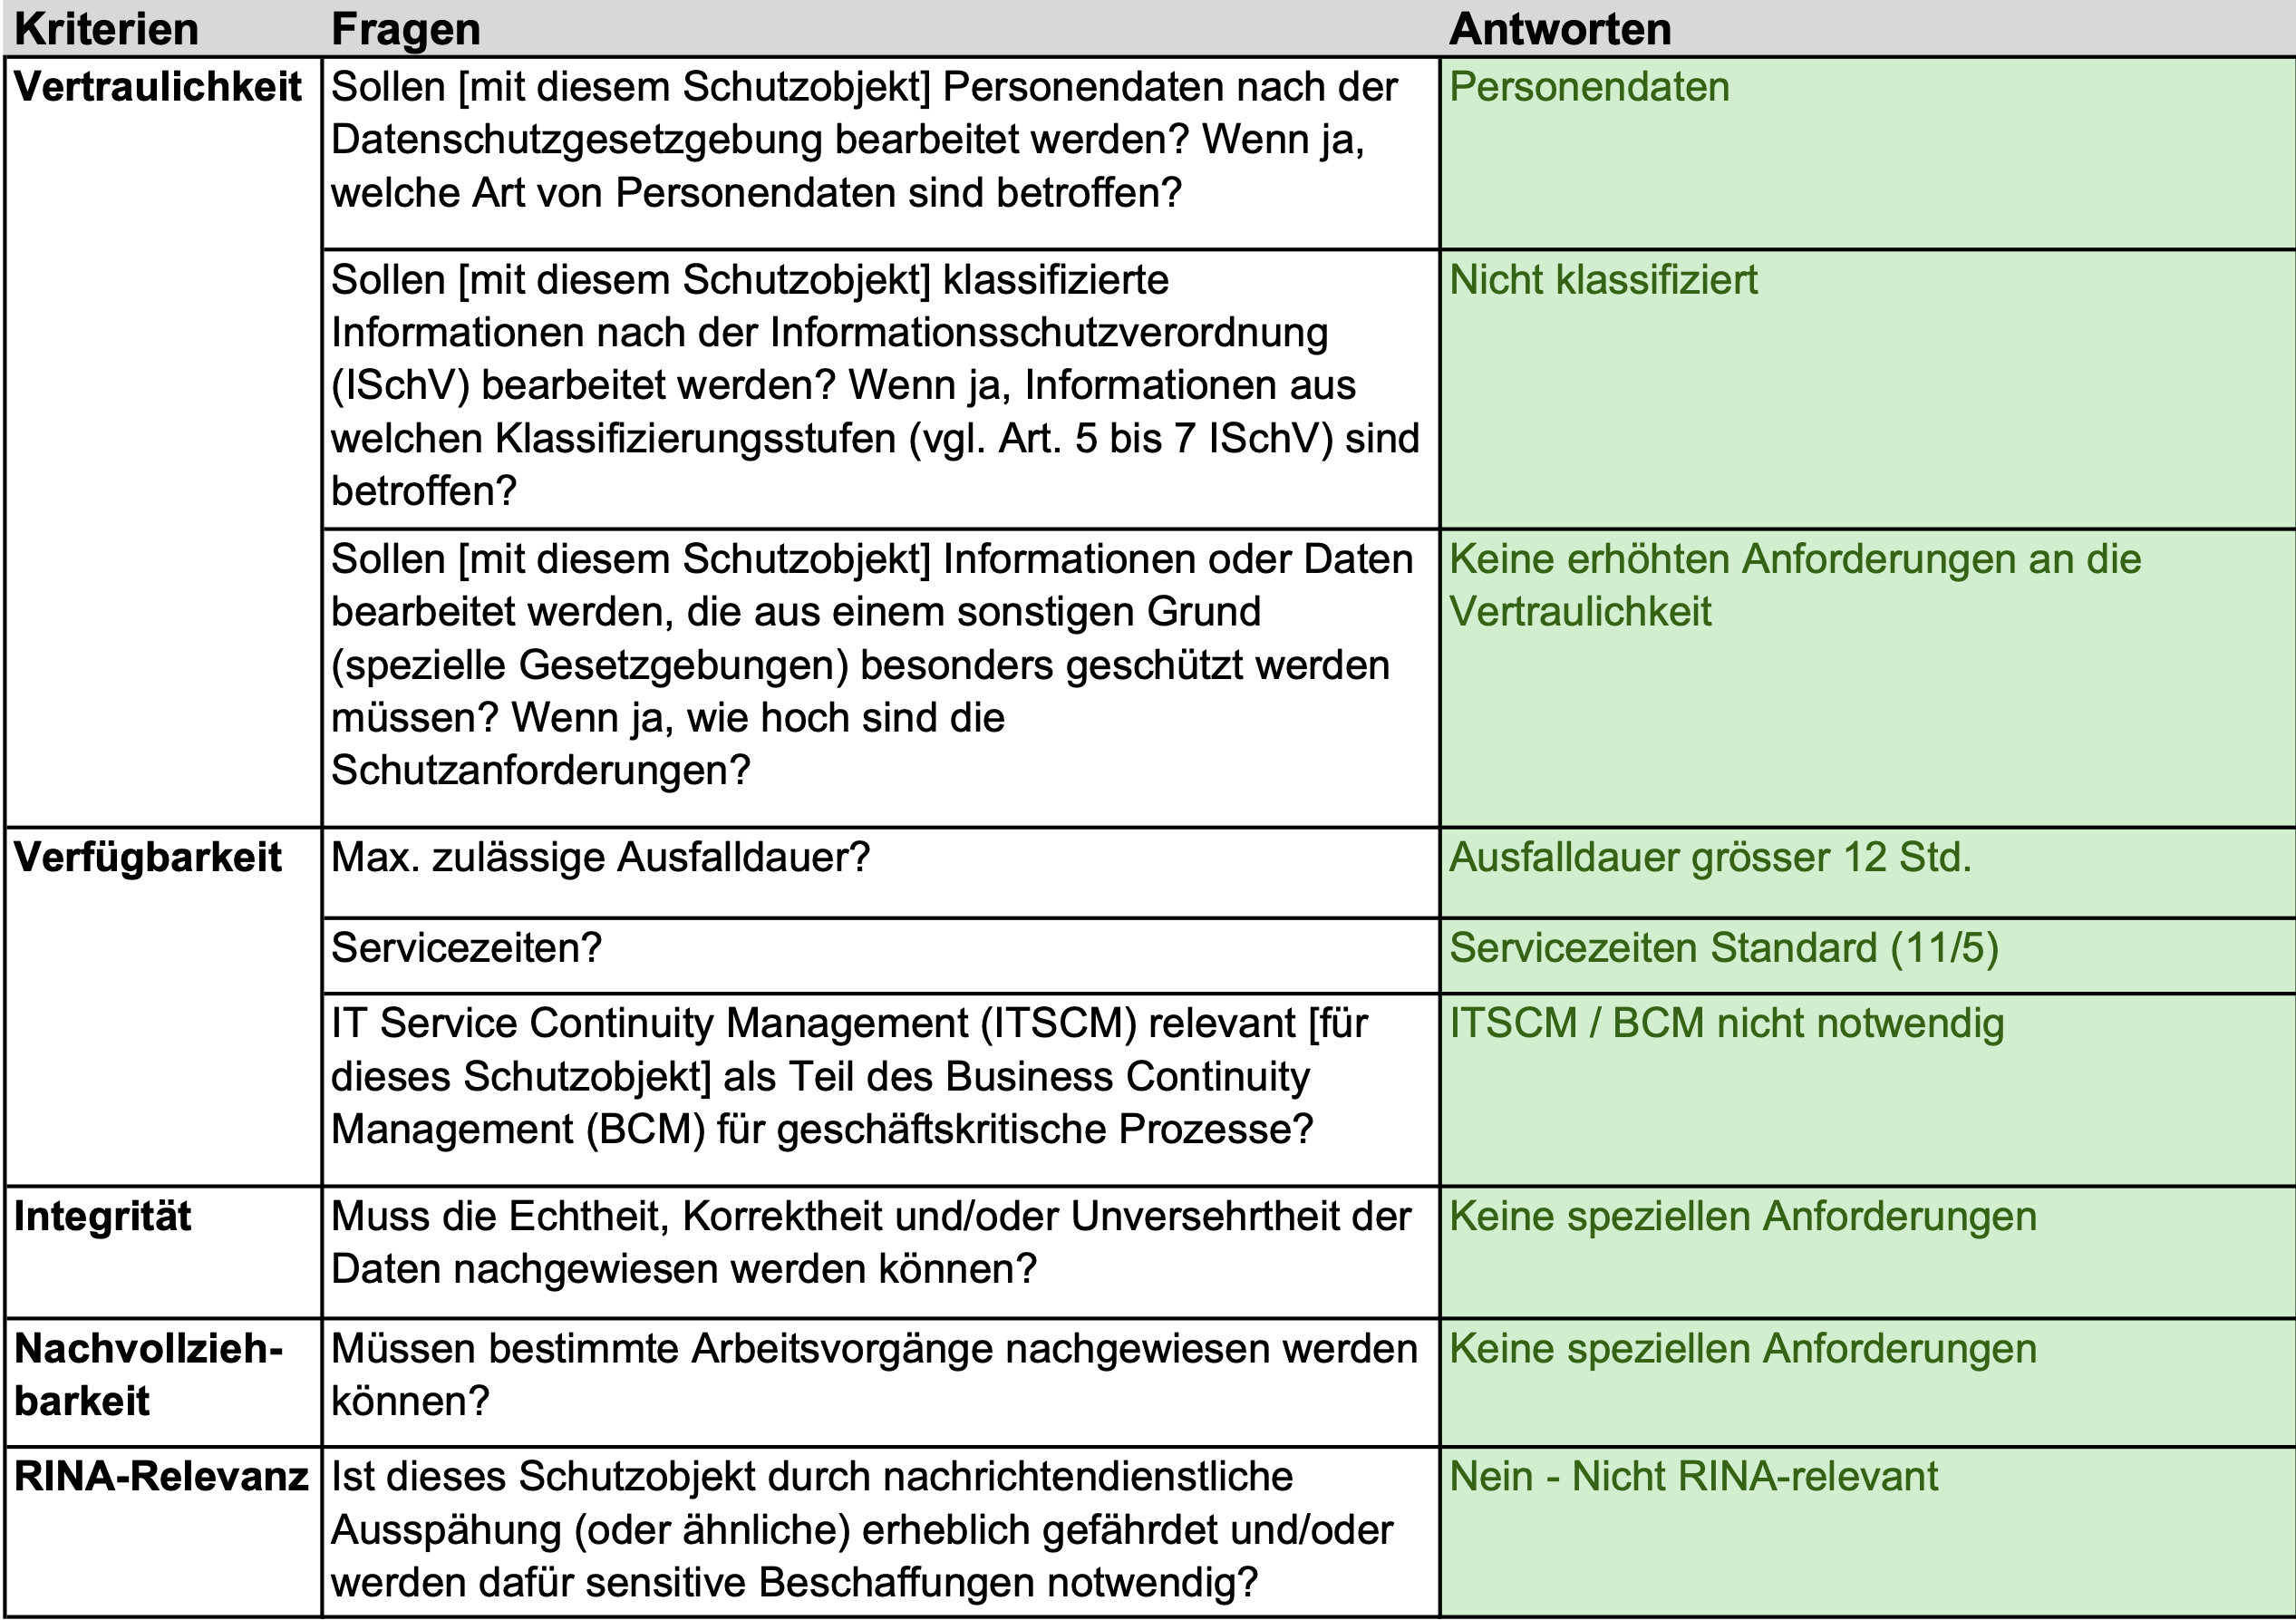 Kriterien Fragen Antworten
Vertraulichkeit Sollen [mit diesem Schutzobjekt] Personendaten nach der Personendaten
Datenschutzgesetzgebung bearbeitet werden? Wenn ja,
welche Art von Personendaten sind betroffen?
Sollen [mit diesem Schutzobjekt] klassifizierte Nicht klassifiziert
Informationen nach der Informationsschutzverordnung
(ISchV) bearbeitet werden? Wenn ja, Informationen aus
welchen Klassifizierungsstufen (vgl. Art. 5 bis 7 ISchV) sind
betroffen?
Sollen [mit diesem Schutzobjekt] Informationen oder Daten Keine erhöhten Anforderungen an die
bearbeitet werden, die aus einem sonstigen Grund Vertraulichkeit
(spezielle Gesetzgebungen) besonders geschützt werden
müssen? Wenn ja, wie hoch sind die
Schutzanforderungen?
Verfügbarkeit Max. zulässige Ausfalldauer? Ausfalldauer grösser 12 Std.
Servicezeiten? Servicezeiten Standard (11/5)
IT Service Continuity Management (ITSCM) relevant [für ITSCM / BCM nicht notwendig
dieses Schutzobjekt] als Teil des Business Continuity
Management (BCM) für geschäftskritische Prozesse?
Integrität Muss die Echtheit, Korrektheit und/oder Unversehrtheit der Keine speziellen Anforderungen
Daten nachgewiesen werden können?
Nachvollzieh- Müssen bestimmte Arbeitsvorgänge nachgewiesen werden Keine speziellen Anforderungen
barkeit können?
RINA-Relevanz Ist dieses Schutzobjekt durch nachrichtendienstliche Nein - Nicht RINA-relevant
Ausspähung (oder ähnliche) erheblich gefährdet und/oder
werden dafür sensitive Beschaffungen notwendig?